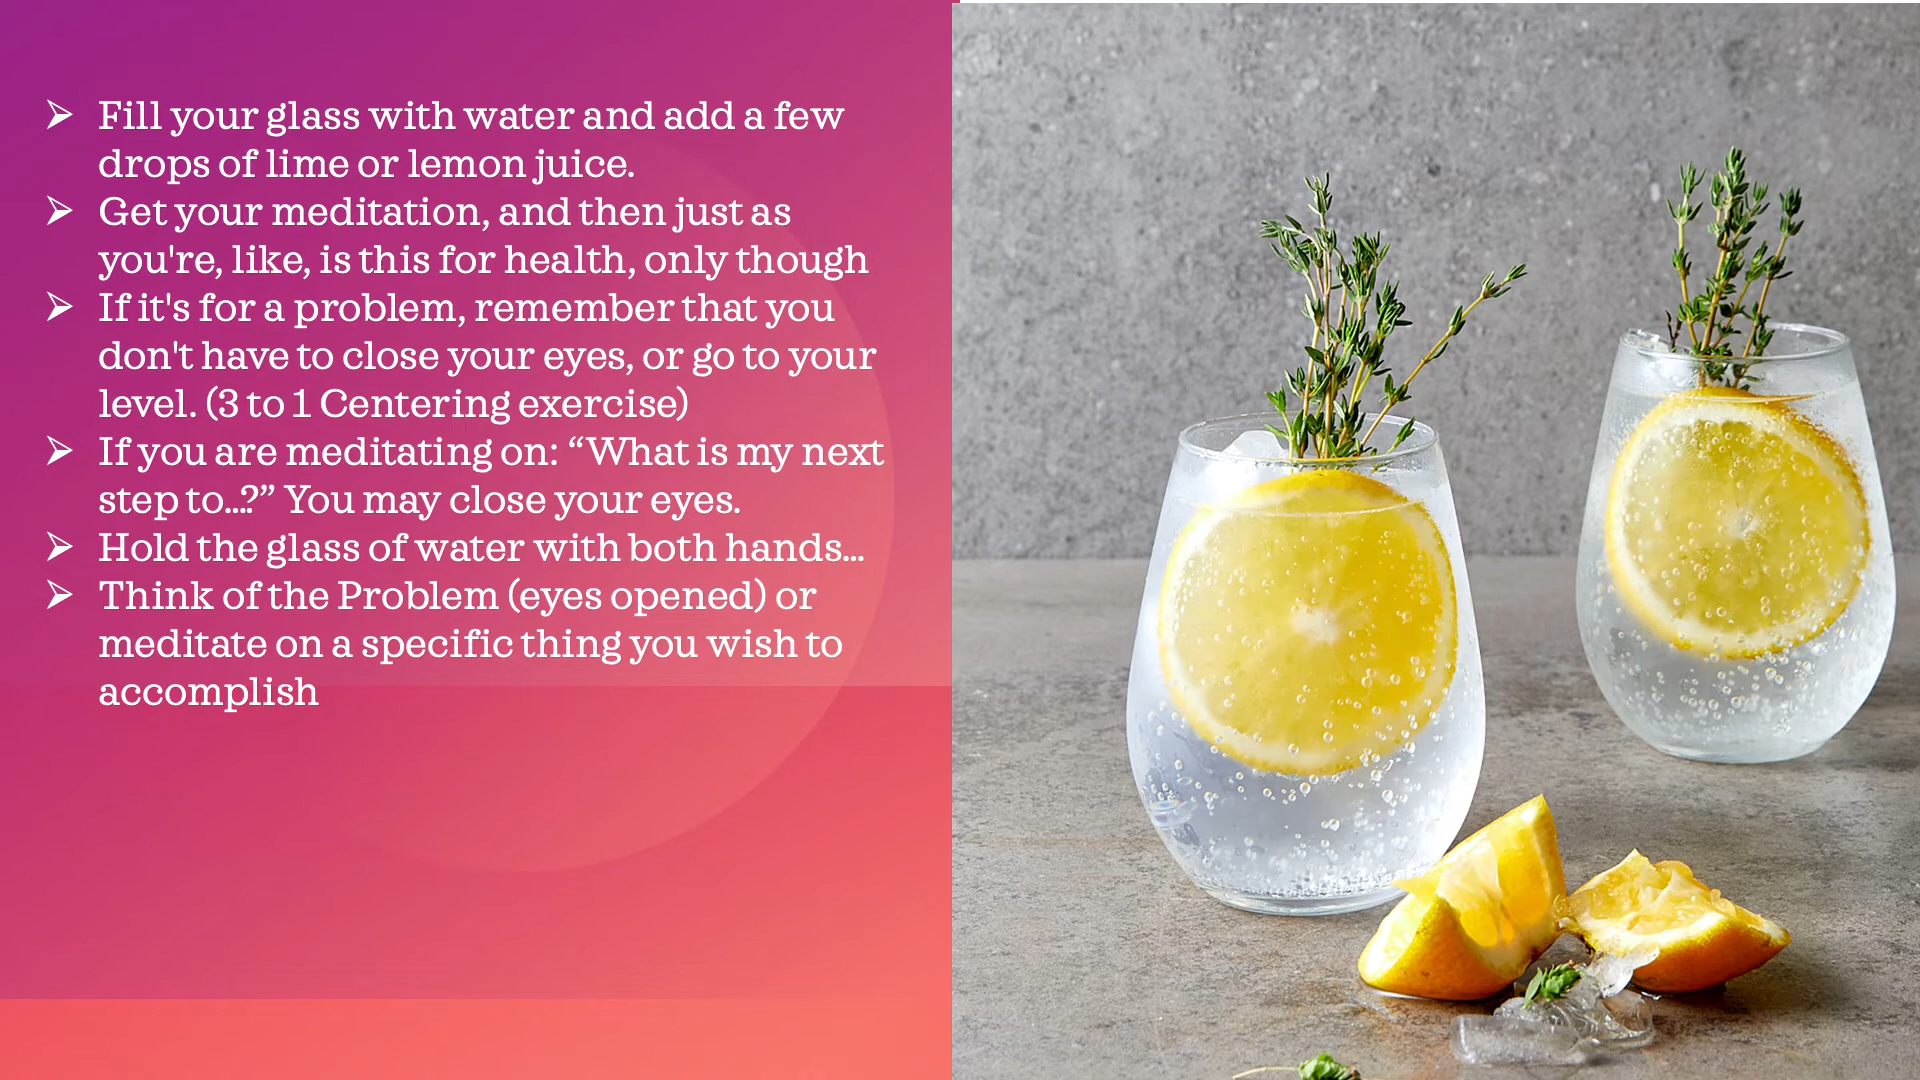 ➢ Fill your glass with water and add a few
drops of lime or lemon juice.
➢ Get your meditation, and then just as
you're, like, is this for health, only though
➢ If it's for a problem, remember that you
don't have to close your eyes, or go to your
level. (3 to 1 Centering exercise)
➢ If you are meditating on: “What is my next
step to...?” You may close your eyes.
➢ Hold the glass of water with both hands...
➢ Think of the Problem (eyes opened) or
meditate on a specific thing you wish to
accomplish